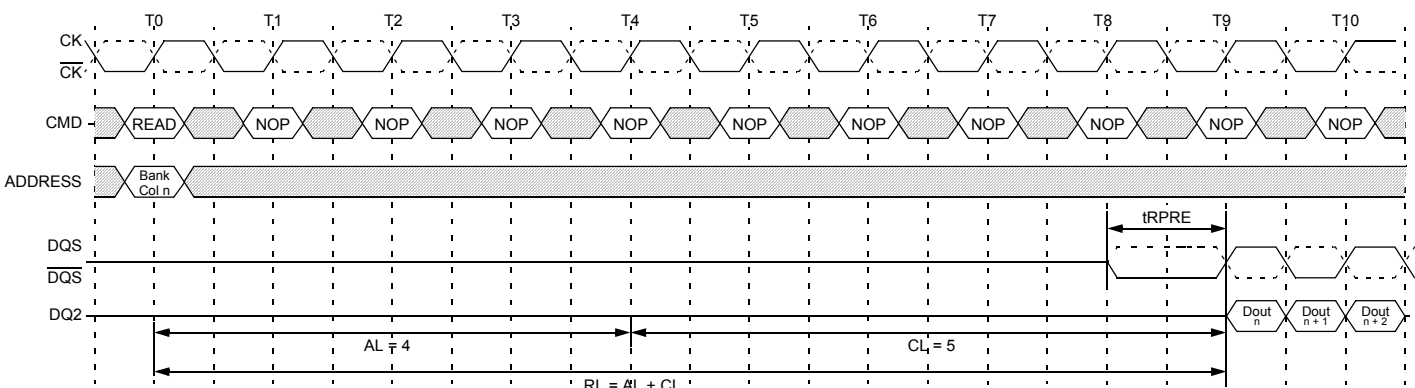 T0 T1 T2 T3 T4 T5 T6 T7 T8 T9 T10
CK
CK
CMD READ NOP NOP NOP NOP NOP NOP NOP NOP NOP NOP
ADDRESS Bank Col n
tRPRE
DQS
DQS
DQ2 Dout n Dout n + 1 Dout n + 2
AL = 4 CL = 5
RL = AL + CL